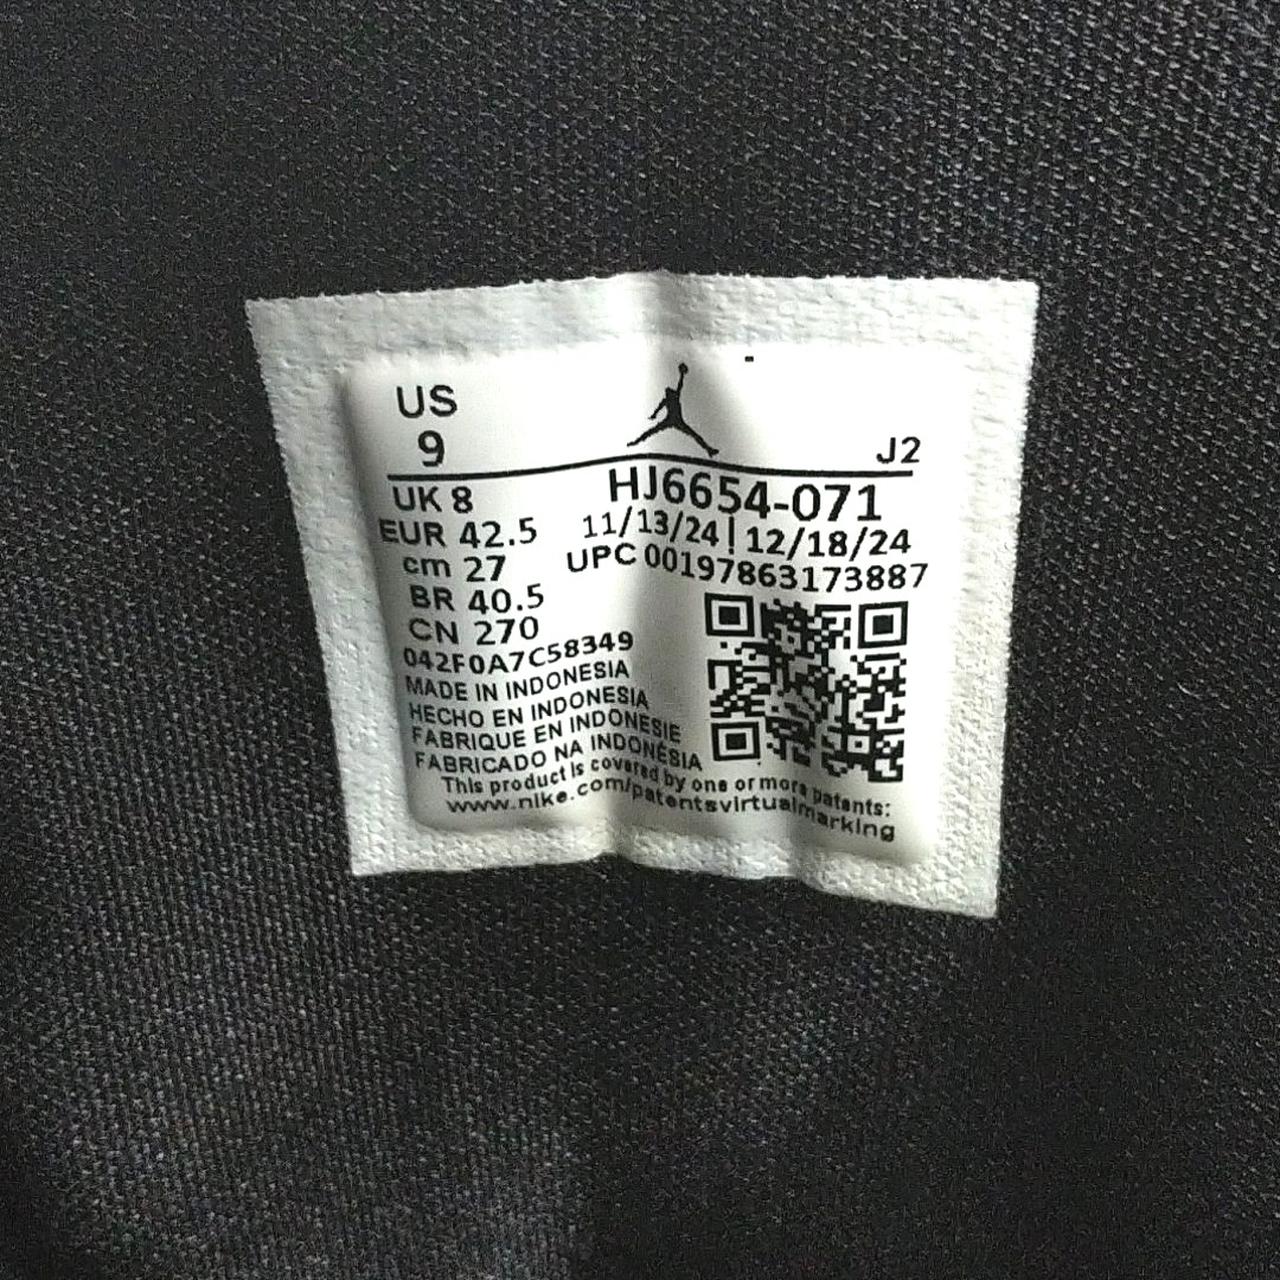 US
9
J2
UK 8
HJ6654-071
EUR 42.5
11/13/24 | 12/18/24
cm 27
UPC 001978631738​87
BR 40.5
CN 270
042F0A7C58349
MADE IN INDONESIA
HECHO EN INDONESIA
FABRIQUE EN INDONESIE
FABRICADO NA INDONÉSIA
This product is covered by one or more patents:
www.nike.com/patentsvirtualmarking